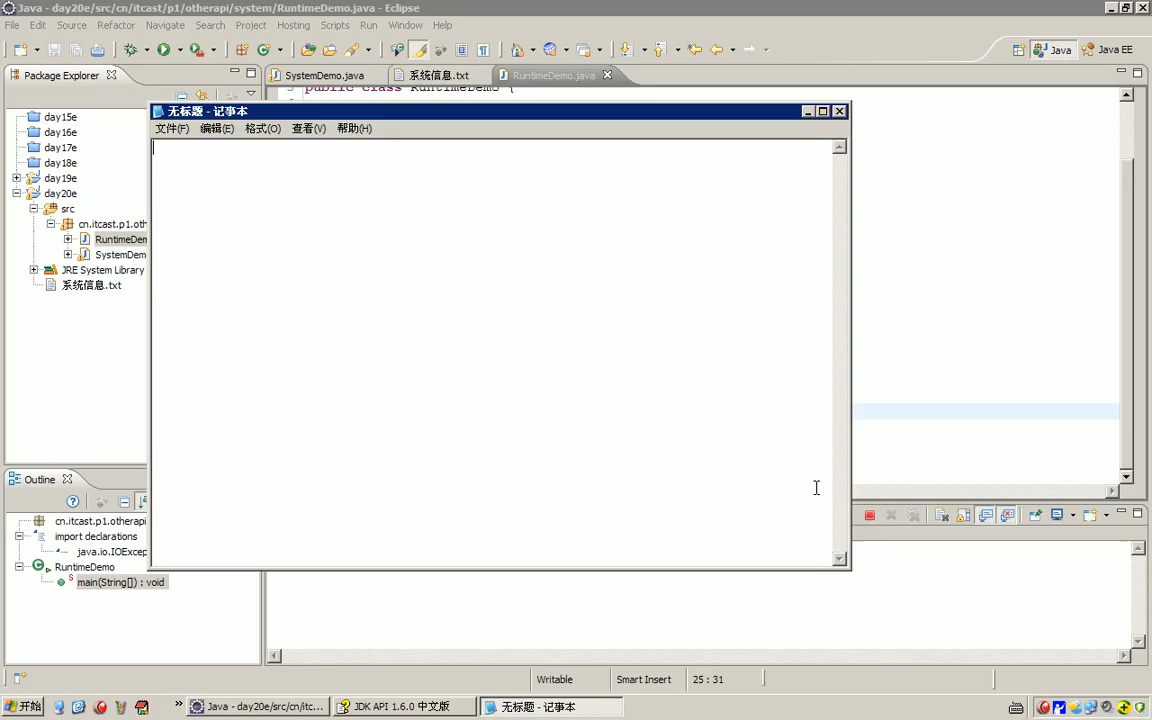 Java - day20e/src/cn/itcast/p1/otherapi/system/RuntimeDemo.java - Eclipse
File Edit Source Refactor Navigate Search Project Hosting Scripts Run Window Help
Java
Java EE
Package Explorer
SystemDemo.java
系统信息.txt
RuntimeDemo.java
public class RuntimeDemo {
无标题 - 记事本
文件(F) 编辑(E) 格式(O) 查看(V) 帮助(H)
day15e
day16e
day17e
day18e
day19e
day20e
src
cn.itcast.p1.oth
RuntimeDem
SystemDem
JRE System Library
系统信息.txt
Outline
cn.itcast.p1.otherapi
import declarations
java.io.IOExcep
RuntimeDemo
S
main(String[]) : void
Writable
Smart Insert
25 : 31
开始
»
Java - day20e/src/cn/itc...
JDK API 1.6.0 中文版
无标题 - 记事本